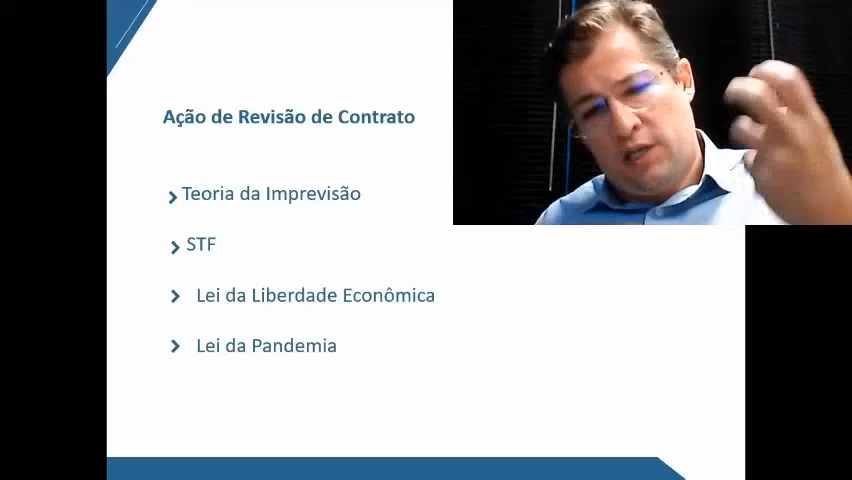 Ação de Revisão de Contrato
Teoria da Imprevisão
STF
Lei da Liberdade Econômica
Lei da Pandemia